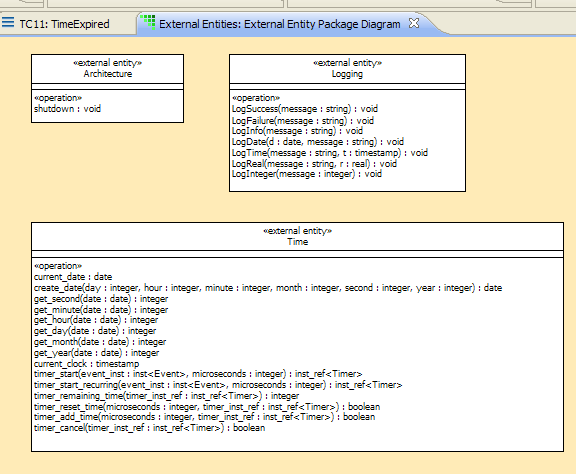 TC11: TimeExpired
External Entities: External Entity Package Diagram
«external entity»
Architecture
«operation»
shutdown : void
«external entity»
Logging
«operation»
LogSuccess(message : string) : void
LogFailure(message : string) : void
LogInfo(message : string) : void
LogDate(d : date, message : string) : void
LogTime(message : string, t : timestamp) : void
LogReal(message : string, r : real) : void
LogInteger(message : integer) : void
«external entity»
Time
«operation»
current_date : date
create_date(day : integer, hour : integer, minute : integer, month : integer, second : integer, year : integer) : date
get_second(date : date) : integer
get_minute(date : date) : integer
get_hour(date : date) : integer
get_day(date : date) : integer
get_month(date : date) : integer
get_year(date : date) : integer
current_clock : timestamp
timer_start(event_inst : inst<Event>, microseconds : integer) : inst_ref<Timer>
timer_start_recurring(event_inst : inst<Event>, microseconds : integer) : inst_ref<Timer>
timer_remaining_time(timer_inst_ref : inst_ref<Timer>) : integer
timer_reset_time(microseconds : integer, timer_inst_ref : inst_ref<Timer>) : boolean
timer_add_time(microseconds : integer, timer_inst_ref : inst_ref<Timer>) : boolean
timer_cancel(timer_inst_ref : inst_ref<Timer>) : boolean